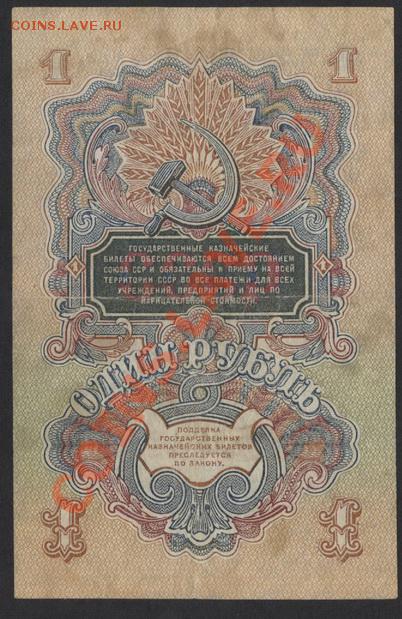 COINS.LAVE.RU
1 1
ГОСУДАРСТВЕННЫЕ КАЗНАЧЕЙСКИЕ
БИЛЕТЫ ОБЕСПЕЧИВАЮТСЯ ВСЕМ ДОСТОЯНИЕМ
СОЮЗА ССР И ОБЯЗАТЕЛЬНЫ К ПРИЕМУ НА ВСЕЙ
ТЕРРИТОРИИ СССР ВО ВСЕ ПЛАТЕЖИ ДЛЯ ВСЕХ
УЧРЕЖДЕНИЙ, ПРЕДПРИЯТИЙ И ЛИЦ ПО
НАРИЦАТЕЛЬНОЙ СТОИМОСТИ.
ОДИН РУБЛЬ
ПОДДЕЛКА
ГОСУДАРСТВЕННЫХ
КАЗНАЧЕЙСКИХ БИЛЕТОВ
ПРЕСЛЕДУЕТСЯ
ПО ЗАКОНУ.
1 1